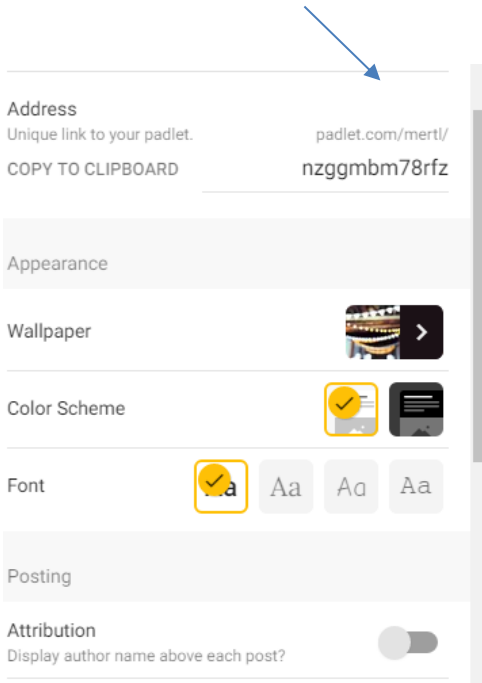 Address
Unique link to your padlet. padlet.com/mertl/
COPY TO CLIPBOARD nzggmbm78rfz
Appearance
Wallpaper
Color Scheme
Font Aa Aa Aa
Posting
Attribution
Display author name above each post?